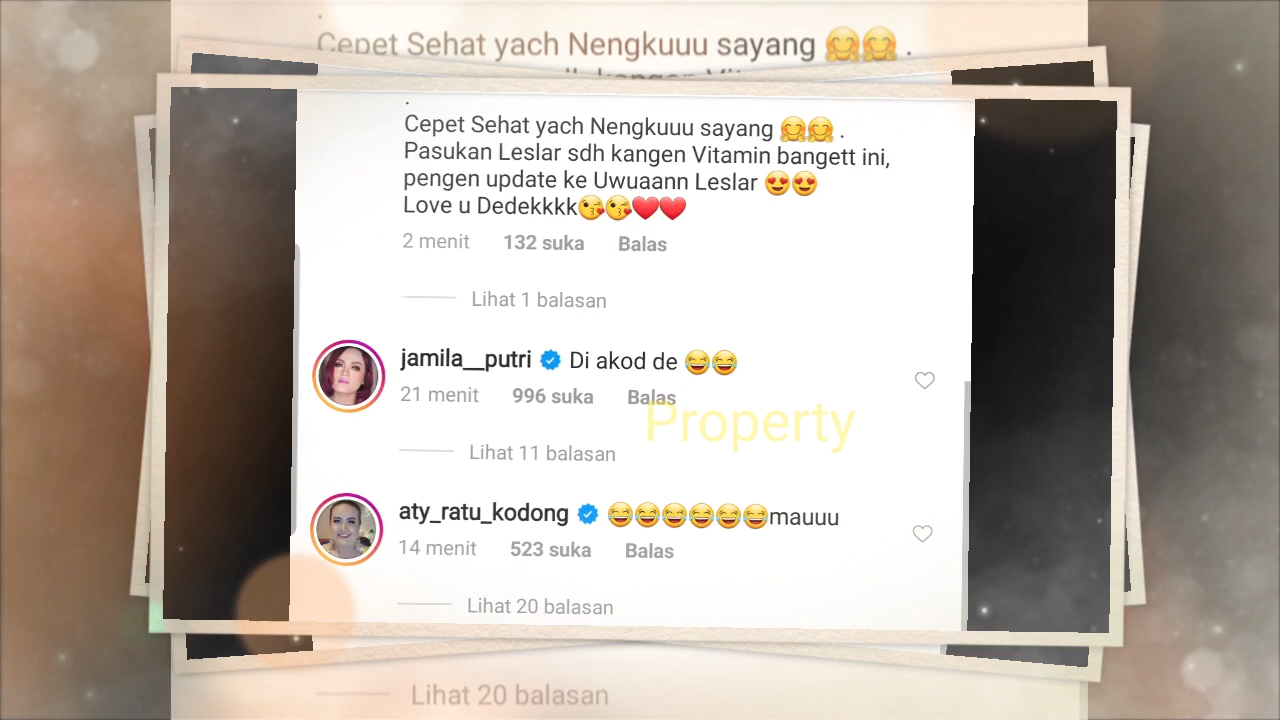 Cepet Sehat yach Nengkuuu sayang 🤗🤗 .
.
Cepet Sehat yach Nengkuuu sayang 🤗🤗 .
Pasukan Leslar sdh kangen Vitamin bangett ini,
pengen update ke Uwuaann Leslar 😍😍
Love u Dedekkkk😘😘❤️❤️
2 menit 132 suka Balas
Lihat 1 balasan
jamila__putri Di akod de 😂😂
21 menit 996 suka Balas
Property
Lihat 11 balasan
aty_ratu_kodong 😂😂😂😂😂😂mauuu
14 menit 523 suka Balas
Lihat 20 balasan
Lihat 20 balasan